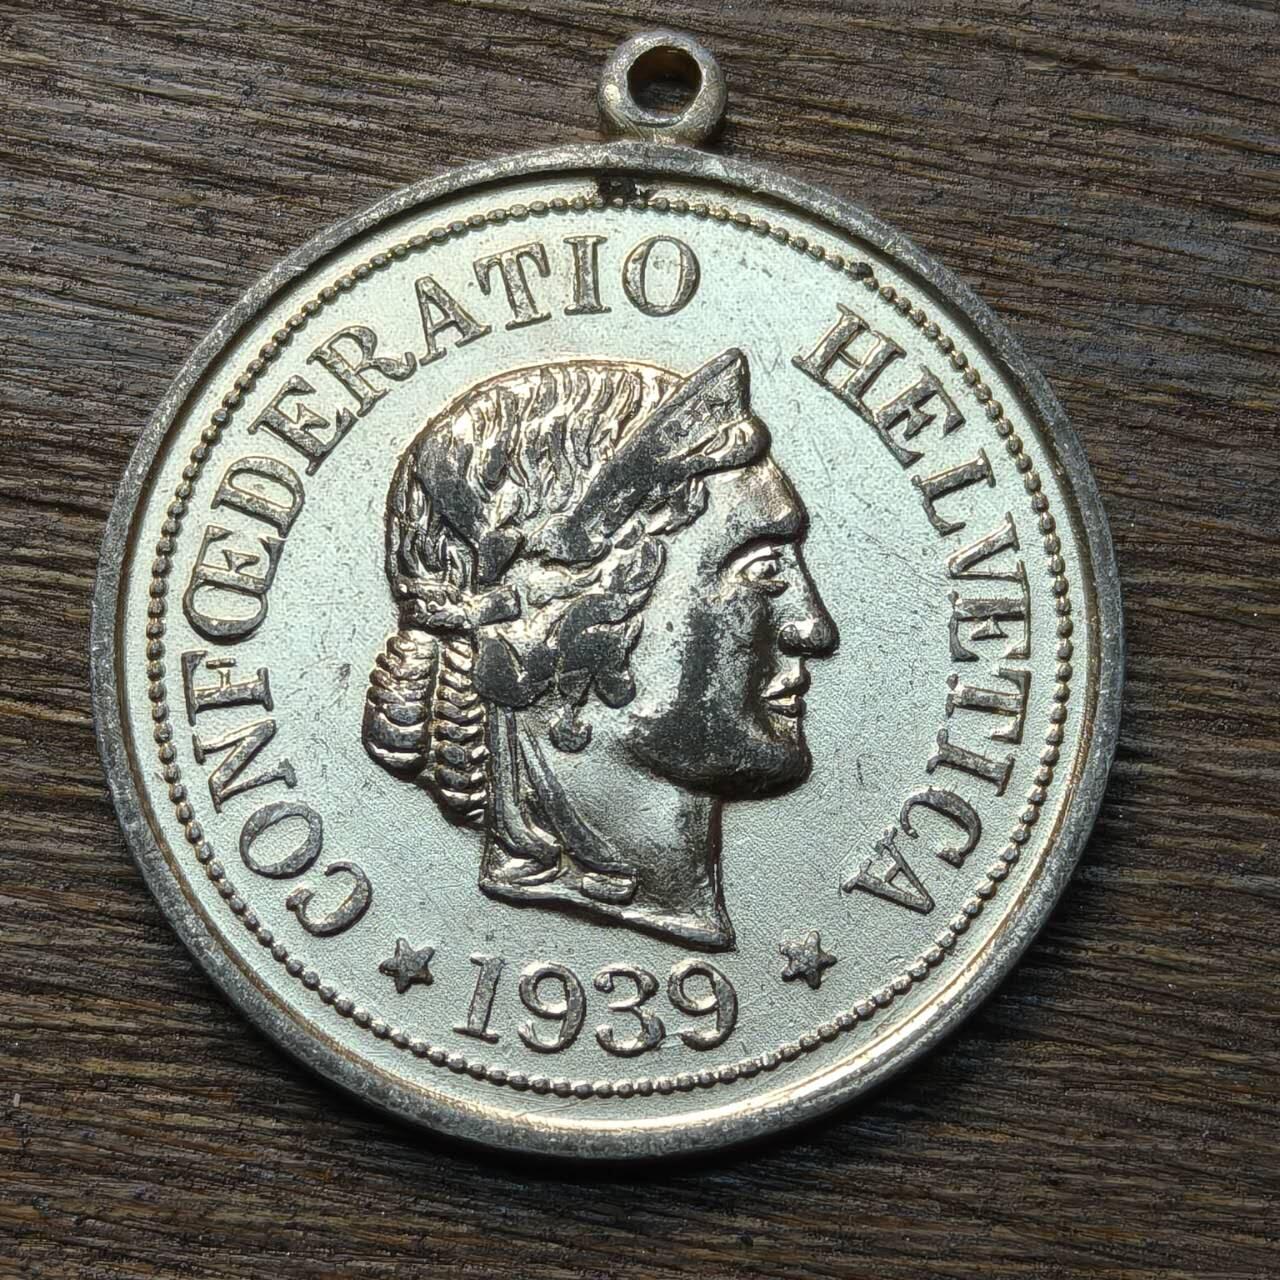 CONFŒDERATIO HELVETICA
★ 1939 ★